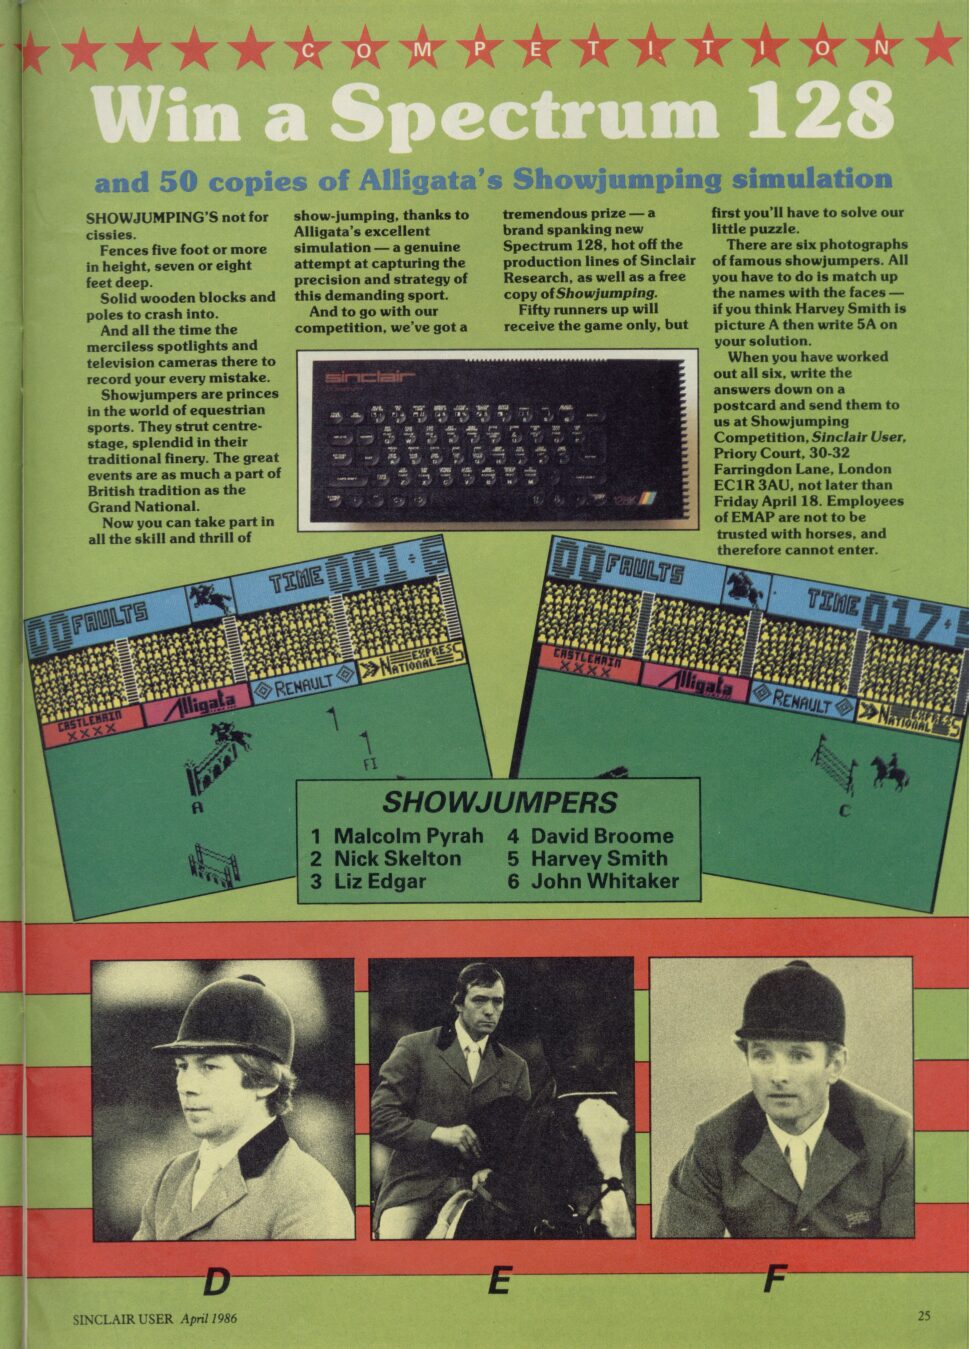 COMPETITION
Win a Spectrum 128
and 50 copies of Alligata's Showjumping simulation
SHOWJUMPING'S not for
cissies.
Fences five foot or more
in height, seven or eight
feet deep.
Solid wooden blocks and
poles to crash into.
And all the time the
merciless spotlights and
television cameras there to
record your every mistake.
Showjumpers are princes
in the world of equestrian
sports. They strut centre-
stage, splendid in their
traditional finery. The great
events are as much a part of
British tradition as the
Grand National.
Now you can take part in
all the skill and thrill of
show-jumping, thanks to
Alligata's excellent
simulation — a genuine
attempt at capturing the
precision and strategy of
this demanding sport.
And to go with our
competition, we've got a
tremendous prize — a
brand spanking new
Spectrum 128, hot off the
production lines of Sinclair
Research, as well as a free
copy of Showjumping.
Fifty runners up will
receive the game only, but
first you'll have to solve our
little puzzle.
There are six photographs
of famous showjumpers. All
you have to do is match up
the names with the faces —
if you think Harvey Smith is
picture A then write 5A on
your solution.
When you have worked
out all six, write the
answers down on a
postcard and send them to
us at Showjumping
Competition, Sinclair User,
Priory Court, 30-32
Farringdon Lane, London
EC1R 3AU, not later than
Friday April 18. Employees
of EMAP are not to be
trusted with horses, and
therefore cannot enter.
sinclair
128K
00 FAULTS TIME 001:6
CASTLEMAIN XXXX Alligata RENAULT NATIONAL EXPRESS
A
FI
00 FAULTS TIME 017:5
CASTLEMAIN XXXX Alligata RENAULT NATIONAL EXPRESS
C
SHOWJUMPERS
1 Malcolm Pyrah
2 Nick Skelton
3 Liz Edgar
4 David Broome
5 Harvey Smith
6 John Whitaker
D E F
SINCLAIR USER April 1986 25